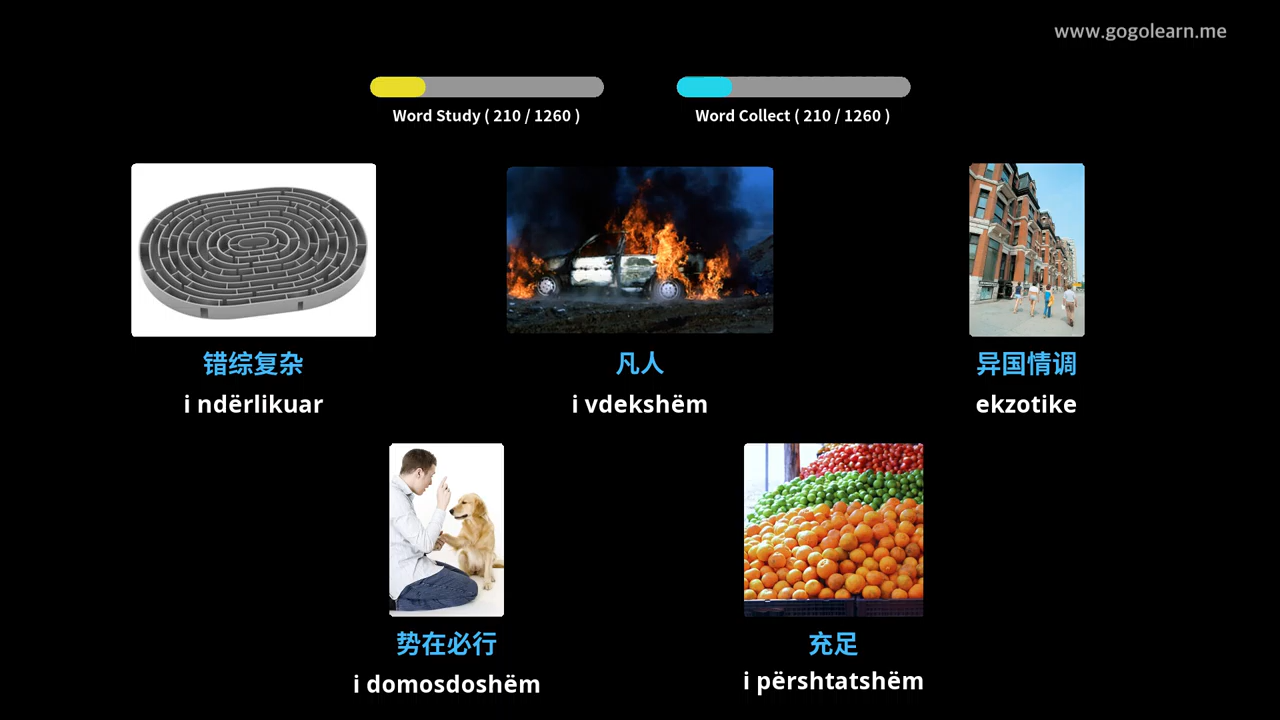 www.gogolearn.me
Word Study ( 210 / 1260 )
Word Collect ( 210 / 1260 )
错综复杂
i ndërlikuar
凡人
i vdekshëm
异国情调
ekzotike
势在必行
i domosdoshëm
充足
i përshtatshëm